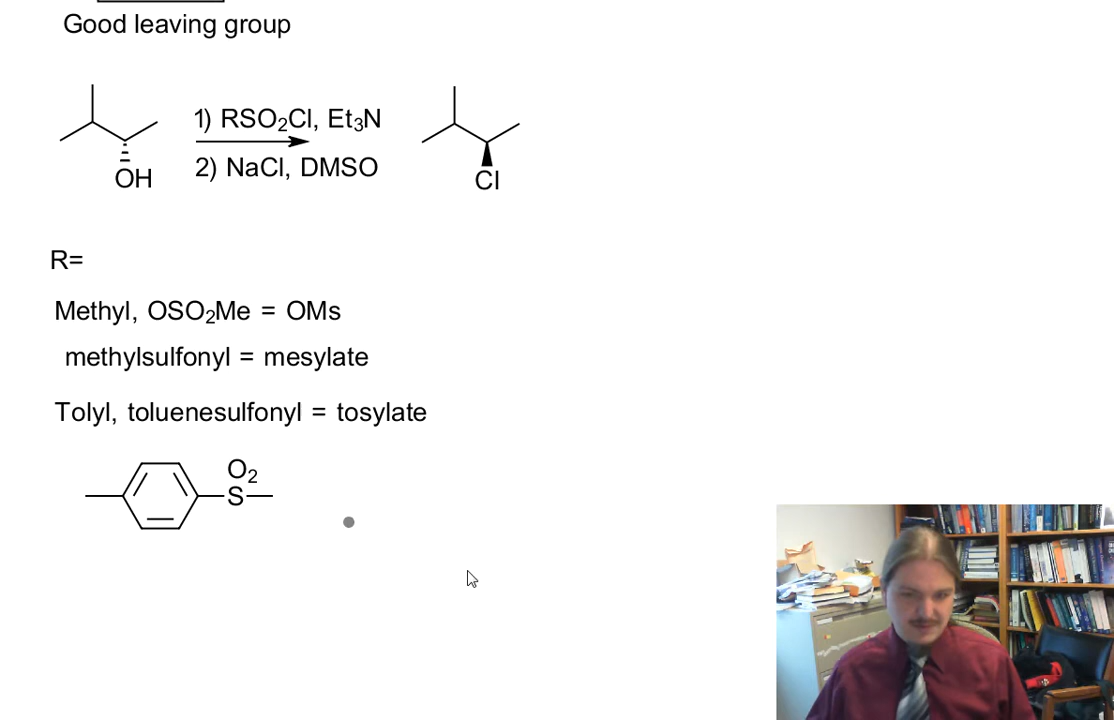 Good leaving group
1) RSO₂Cl, Et₃N
2) NaCl, DMSO
OH
Cl
R=
Methyl, OSO₂Me = OMs
methylsulfonyl = mesylate
Tolyl, toluenesulfonyl = tosylate
O₂
S